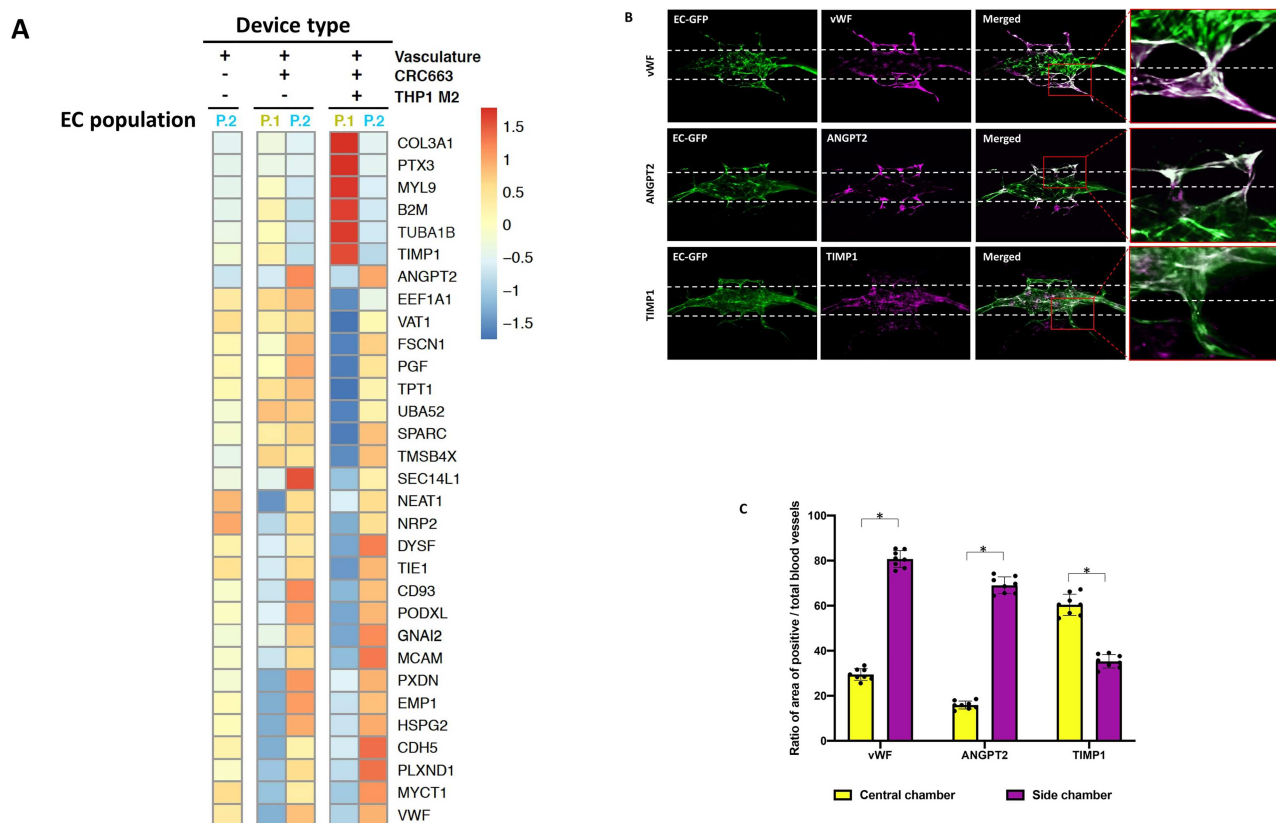 A
Device type
+ + + Vasculature
- + + CRC663
- - + THP1 M2
EC population P.2 P.1 P.2 P.1 P.2
COL3A1
PTX3
MYL9
B2M
TUBA1B
TIMP1
ANGPT2
EEF1A1
VAT1
FSCN1
PGF
TPT1
UBA52
SPARC
TMSB4X
SEC14L1
NEAT1
NRP2
DYSF
TIE1
CD93
PODXL
GNAI2
MCAM
PXDN
EMP1
HSPG2
CDH5
PLXND1
MYCT1
VWF
1.5
1
0.5
0
−0.5
−1
−1.5
B
EC-GFP vWF Merged
vWF
EC-GFP ANGPT2 Merged
ANGPT2
EC-GFP TIMP1 Merged
TIMP1
C
Ratio of area of positive / total blood vessels
100
80
60
40
20
0
* * *
vWF ANGPT2 TIMP1
Central chamber Side chamber